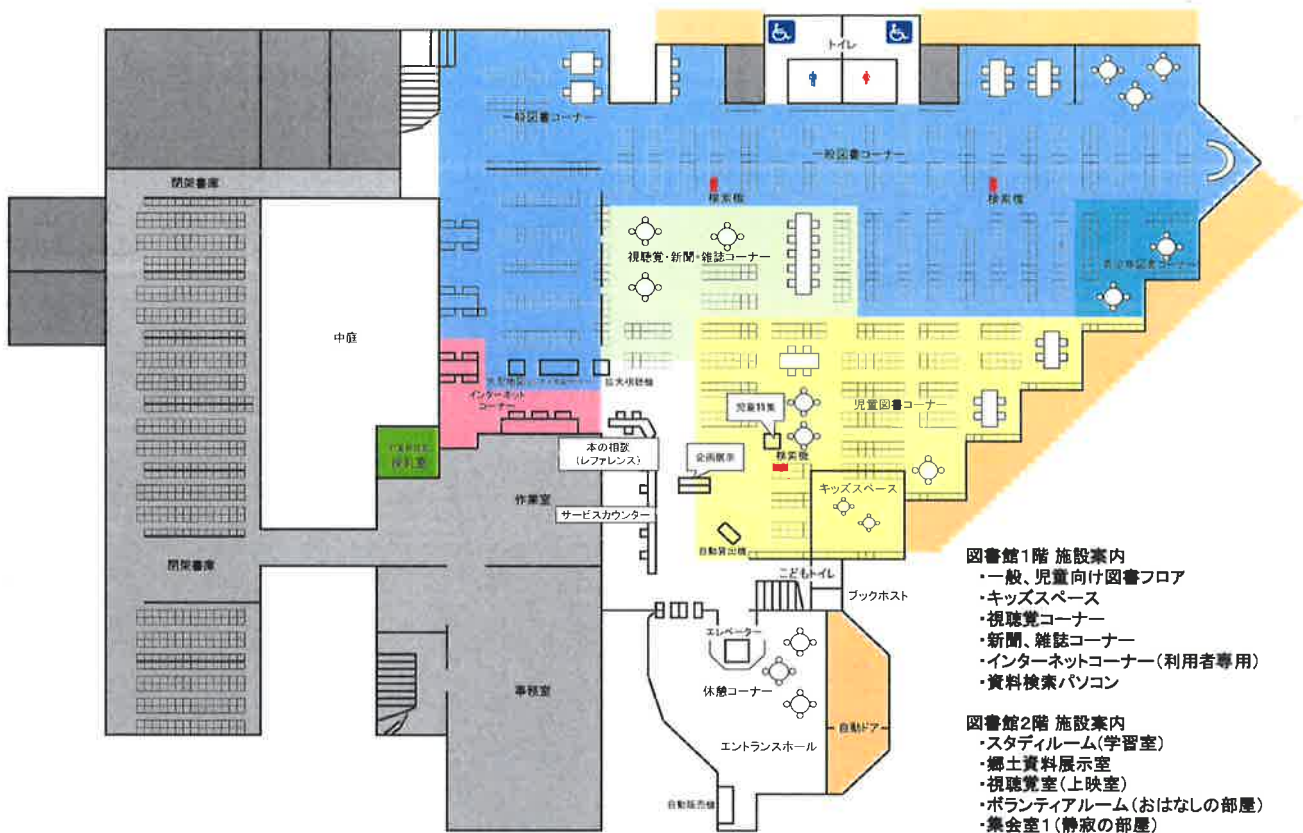 トイレ
一般図書コーナー
一般図書コーナー
閉架書庫
検索機
検索機
視聴覚・新聞・雑誌コーナー
青少年図書コーナー
中庭
拡大視聴機
インターネット
コーナー
児童特集
児童図書コーナー
本の相談
(レファレンス)
企画展示
検索機
授乳室
作業室
キッズスペース
サービスカウンター
自動貸出機
閉架書庫
こどもトイレ
ブックポスト
エレベーター
事務室
休憩コーナー
自動ドア
エントランスホール
自動販売機
図書館1階 施設案内
・一般、児童向け図書フロア
・キッズスペース
・視聴覚コーナー
・新聞、雑誌コーナー
・インターネットコーナー(利用者専用)
・資料検索パソコン
図書館2階 施設案内
・スタディルーム(学習室)
・郷土資料展示室
・視聴覚室(上映室)
・ボランティアルーム(おはなしの部屋)
・集会室1(静寂の部屋)